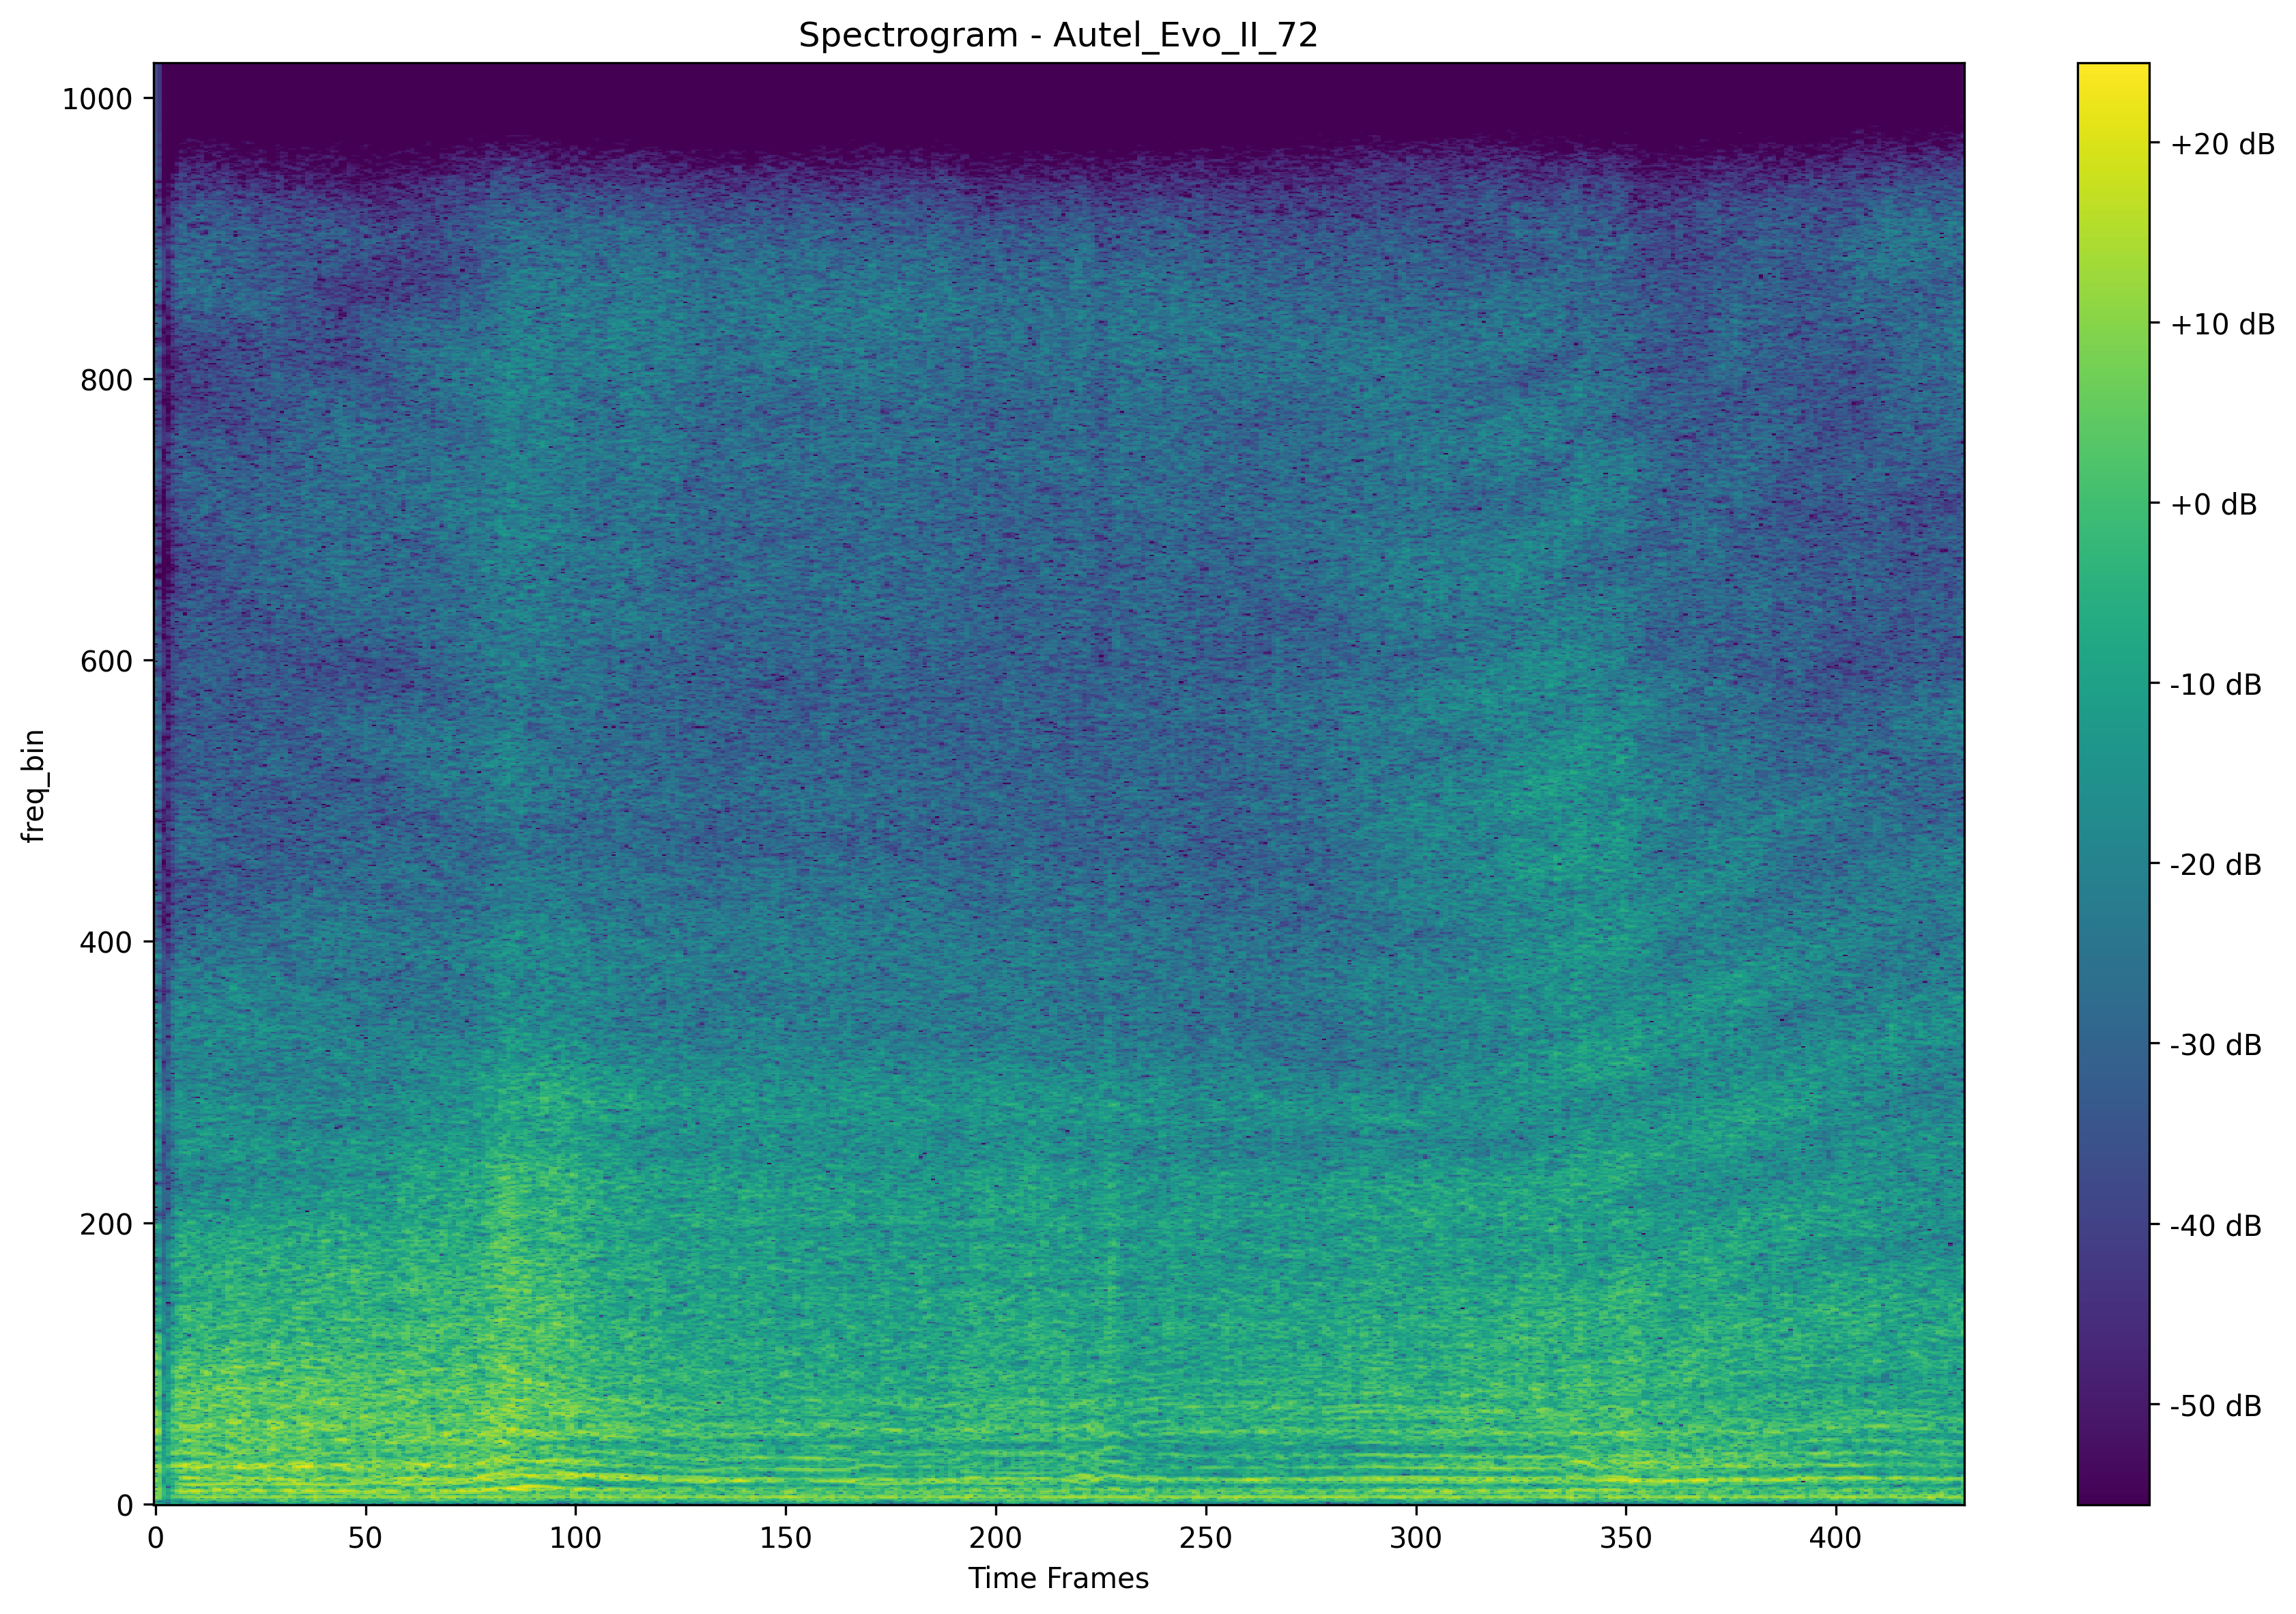 Spectrogram - Autel_Evo_II_72
1000
800
600
400
200
0
freq_bin
0 50 100 150 200 250 300 350 400
Time Frames
+20 dB
+10 dB
+0 dB
-10 dB
-20 dB
-30 dB
-40 dB
-50 dB